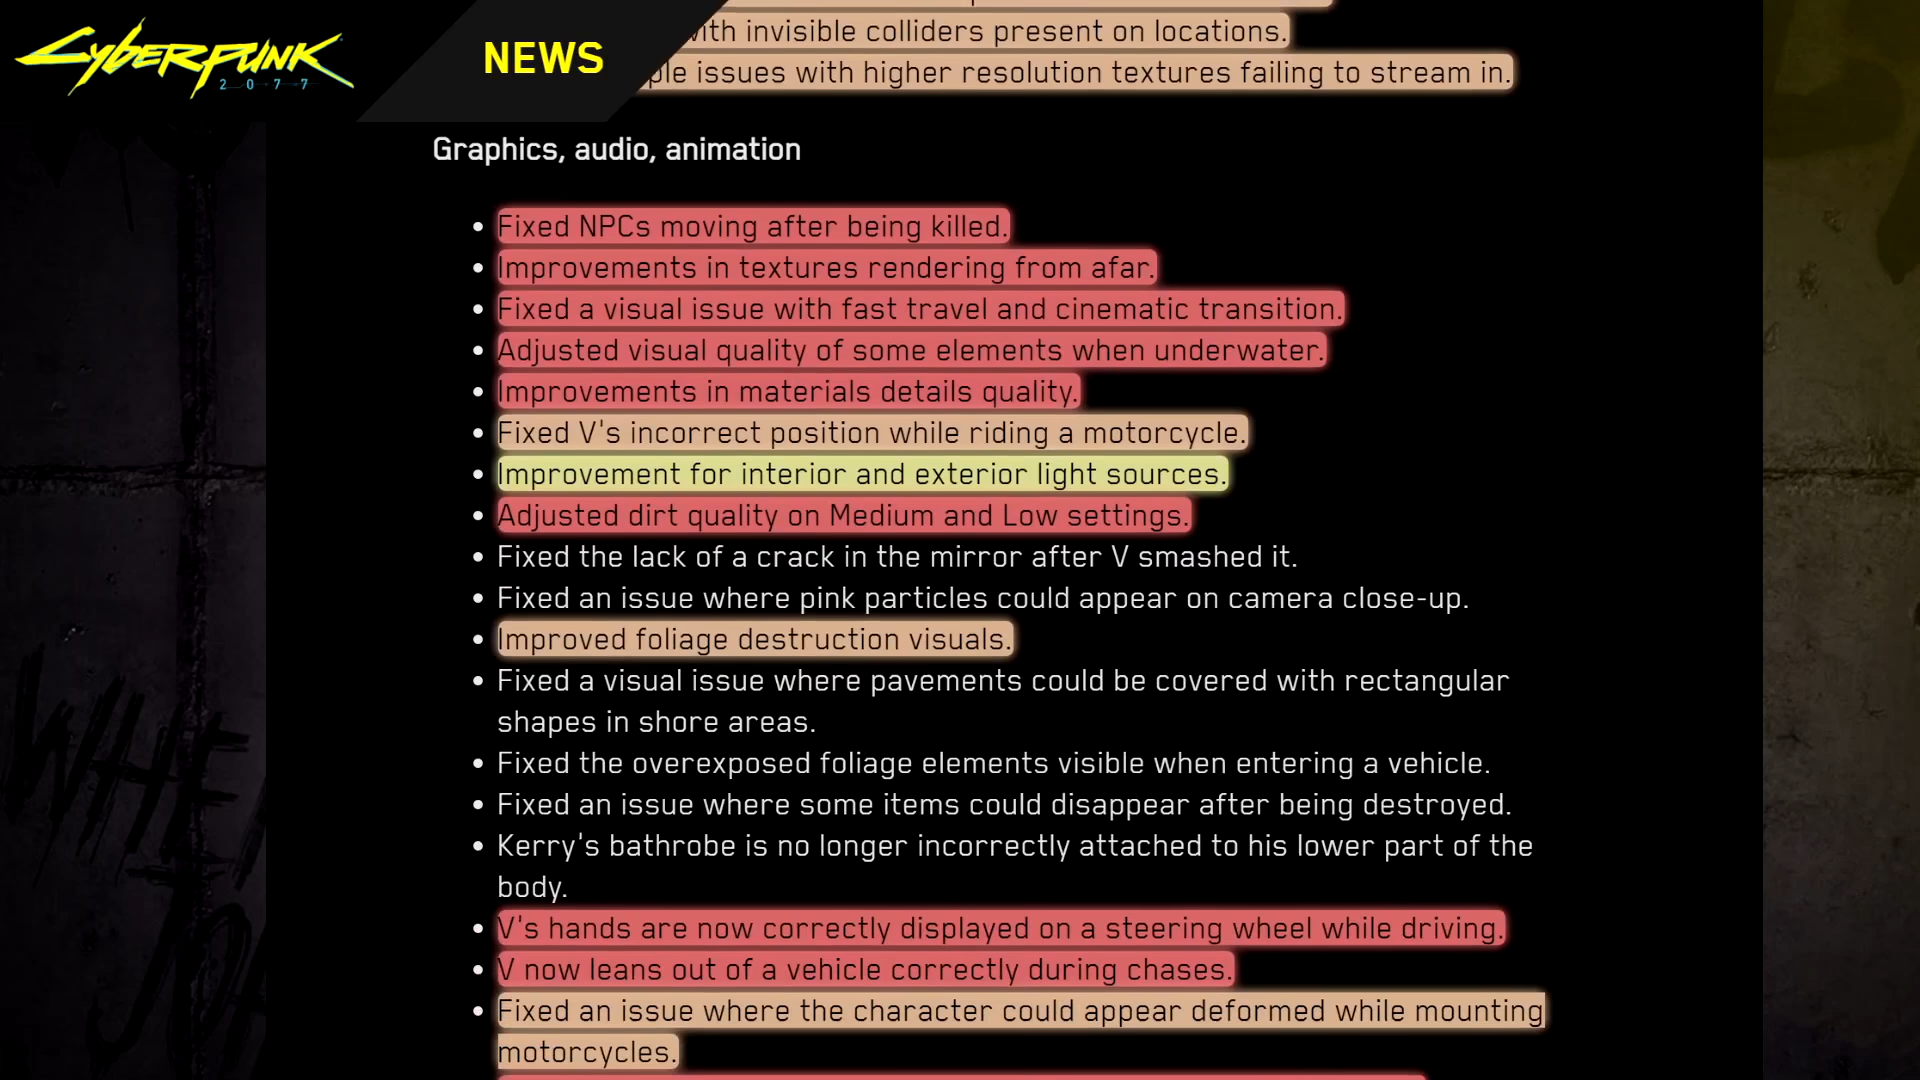 CYBERPUNK
2077
NEWS
with invisible colliders present on locations.
ple issues with higher resolution textures failing to stream in.
Graphics, audio, animation
• Fixed NPCs moving after being killed.
• Improvements in textures rendering from afar.
• Fixed a visual issue with fast travel and cinematic transition.
• Adjusted visual quality of some elements when underwater.
• Improvements in materials details quality.
• Fixed V's incorrect position while riding a motorcycle.
• Improvement for interior and exterior light sources.
• Adjusted dirt quality on Medium and Low settings.
• Fixed the lack of a crack in the mirror after V smashed it.
• Fixed an issue where pink particles could appear on camera close-up.
• Improved foliage destruction visuals.
• Fixed a visual issue where pavements could be covered with rectangular
shapes in shore areas.
• Fixed the overexposed foliage elements visible when entering a vehicle.
• Fixed an issue where some items could disappear after being destroyed.
• Kerry's bathrobe is no longer incorrectly attached to his lower part of the
body.
• V's hands are now correctly displayed on a steering wheel while driving.
• V now leans out of a vehicle correctly during chases.
• Fixed an issue where the character could appear deformed while mounting
motorcycles.